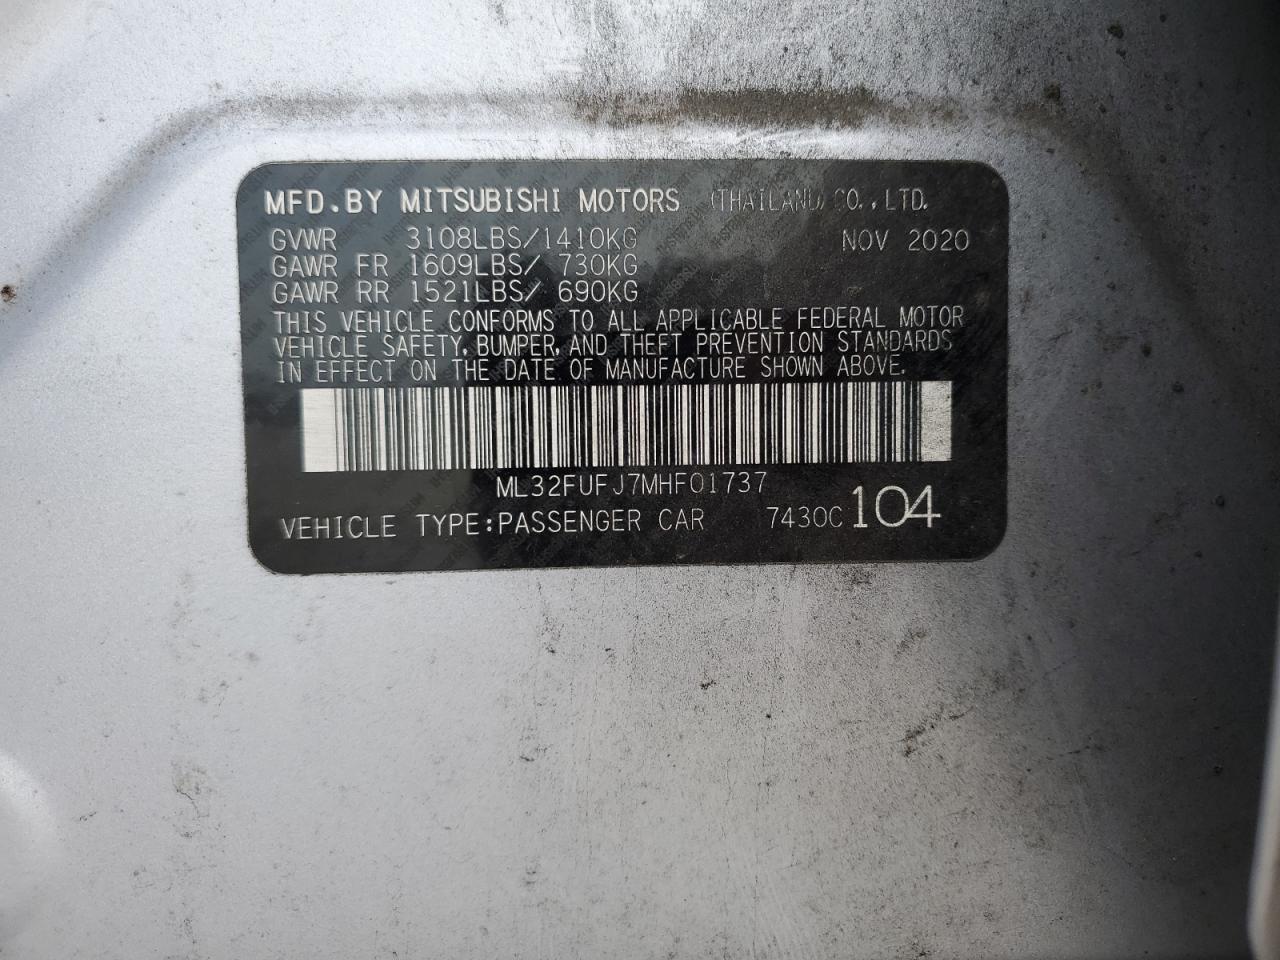 MFD.BY MITSUBISHI MOTORS (THAILAND) CO.,LTD.
GVWR 3108LBS/1410KG NOV 2020
GAWR FR 1609LBS/ 730KG
GAWR RR 1521LBS/ 690KG
THIS VEHICLE CONFORMS TO ALL APPLICABLE FEDERAL MOTOR
VEHICLE SAFETY, BUMPER, AND THEFT PREVENTION STANDARDS
IN EFFECT ON THE DATE OF MANUFACTURE SHOWN ABOVE.
ML32FUFJ7MHF01737
VEHICLE TYPE:PASSENGER CAR 7430C 104